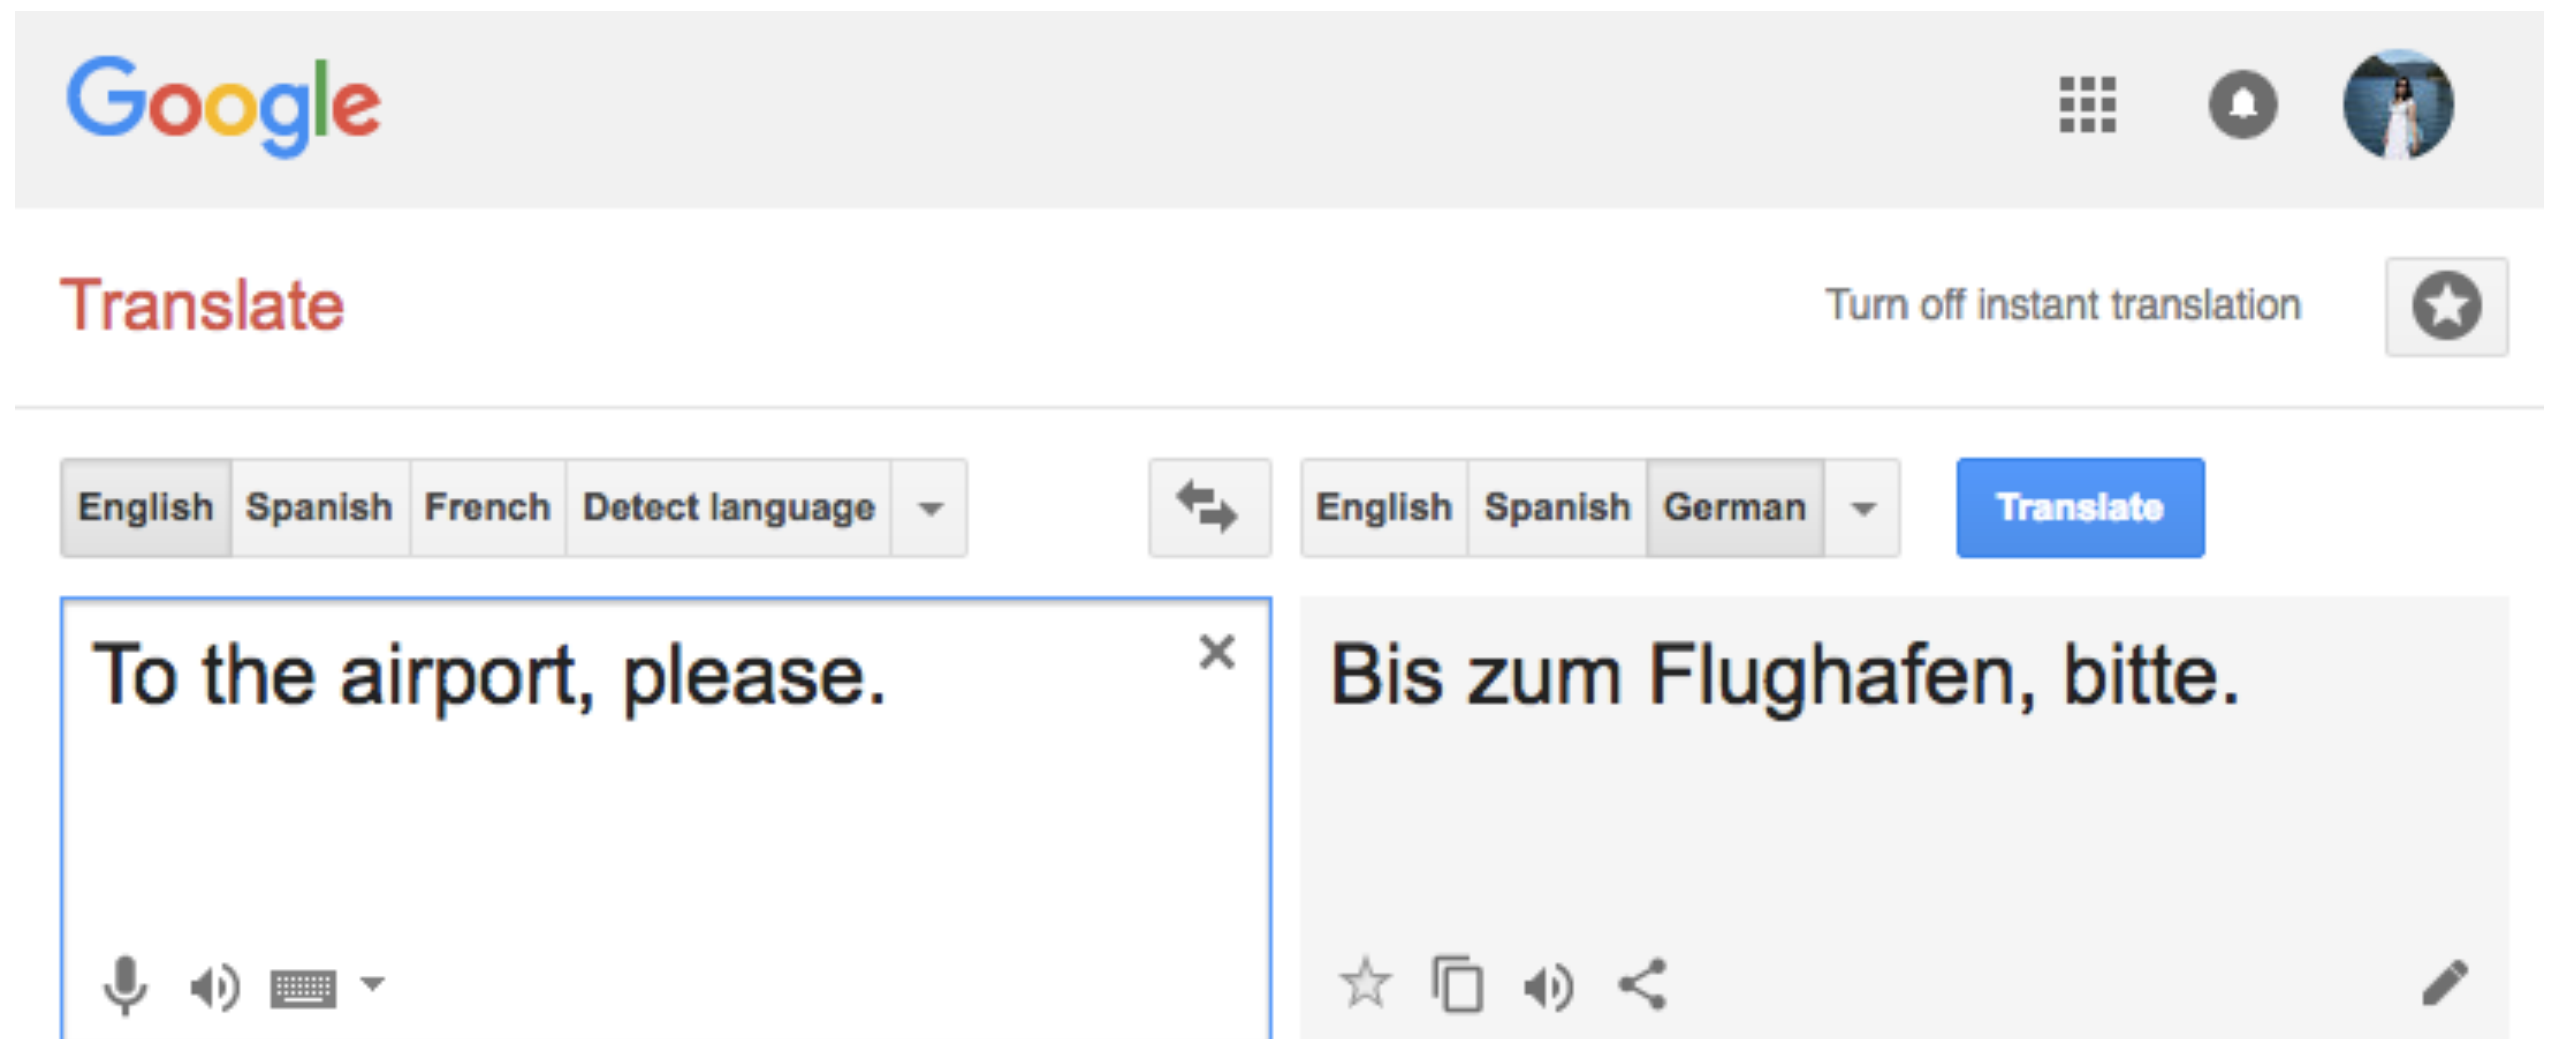 Google
Translate
Turn off instant translation
English Spanish French Detect language
English Spanish German
Translate
To the airport, please.
Bis zum Flughafen, bitte.